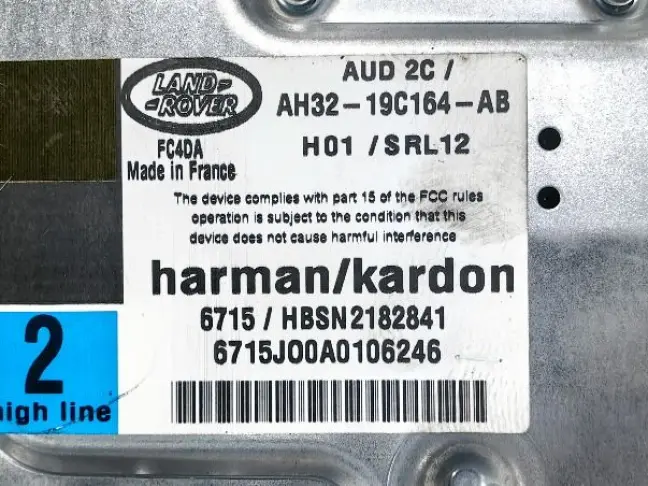 LAND-
-ROVER
FC4DA
Made in France
AUD 2C /
AH32-19C164-AB
H01 / SRL12
The device complies with part 15 of the FCC rules
operation is subject to the condition that this
device does not cause harmful interference
harman/kardon
6715 / HBSN2182841
6715JO0A0106246
2
high line